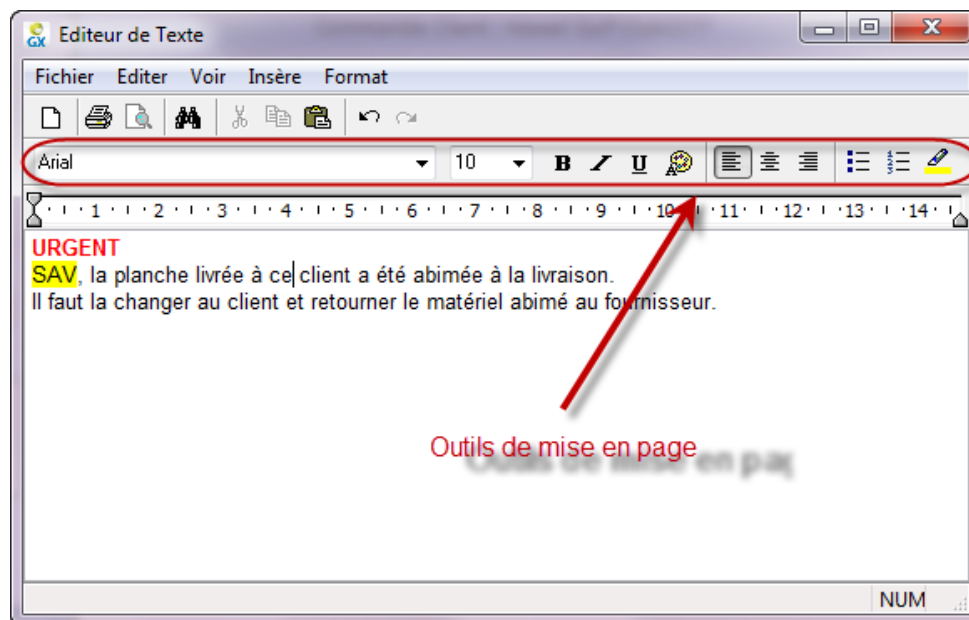 GX Editeur de Texte
Fichier Editer Voir Insère Format
Arial 10 B I U A
1 2 3 4 5 6 7 8 9 10 11 12 13 14
URGENT
SAV, la planche livrée à ce client a été abimée à la livraison.
Il faut la changer au client et retourner le matériel abimé au fournisseur.
Outils de mise en page
NUM